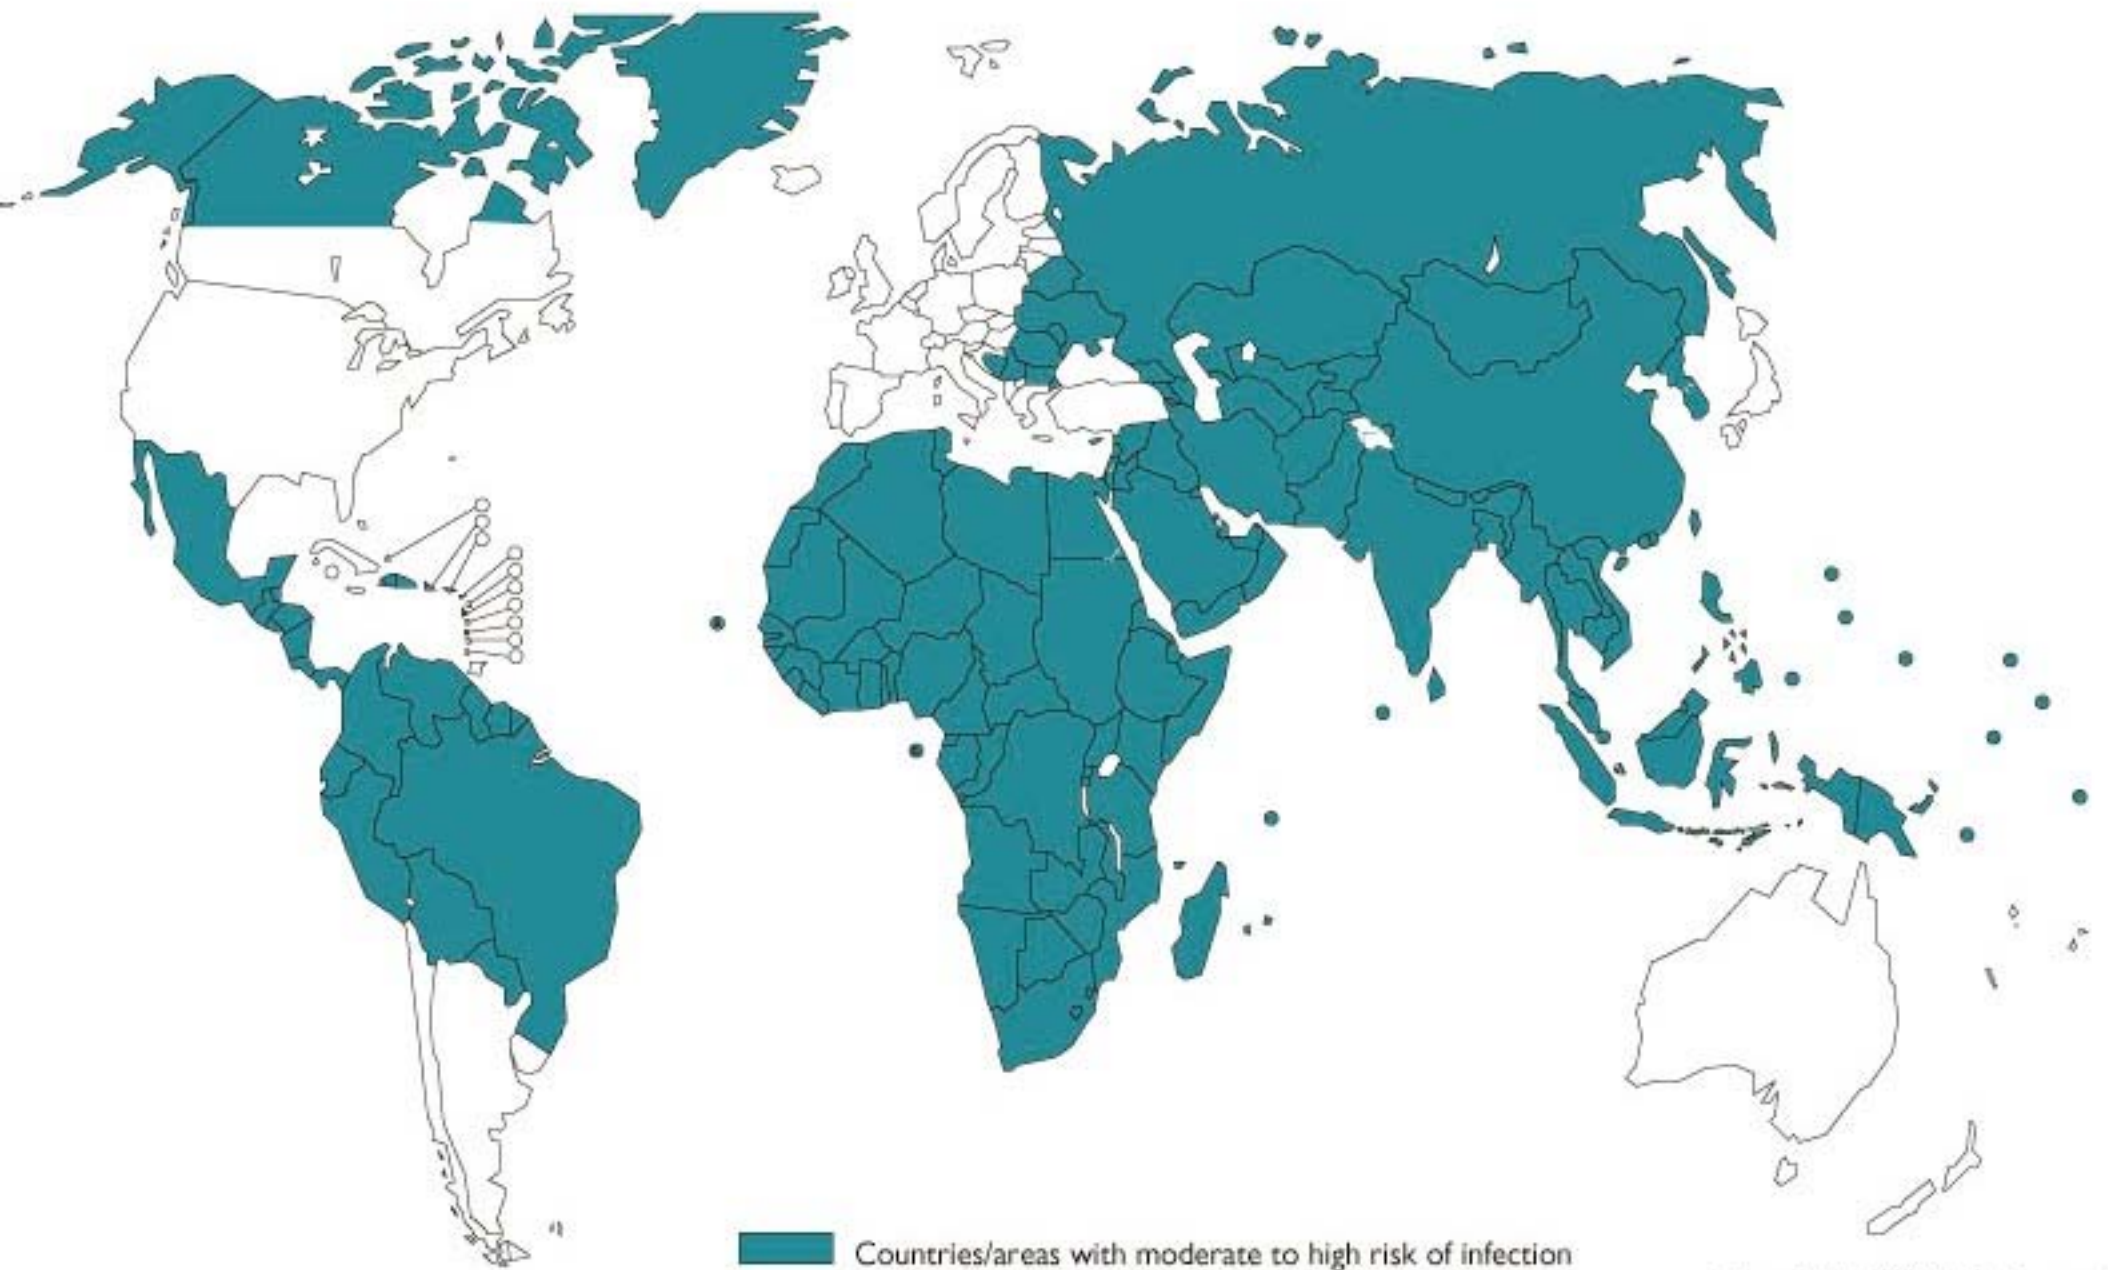 Countries/areas with moderate to high risk of infection